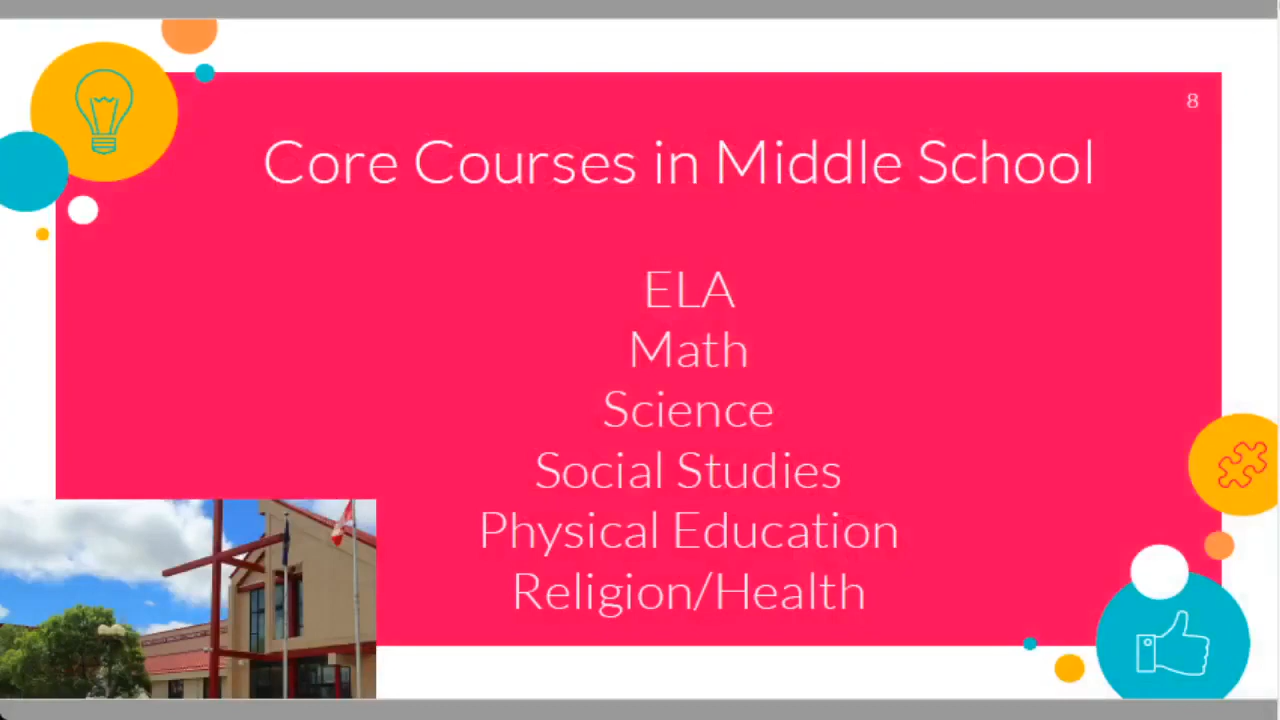 8
Core Courses in Middle School
ELA
Math
Science
Social Studies
Physical Education
Religion/Health